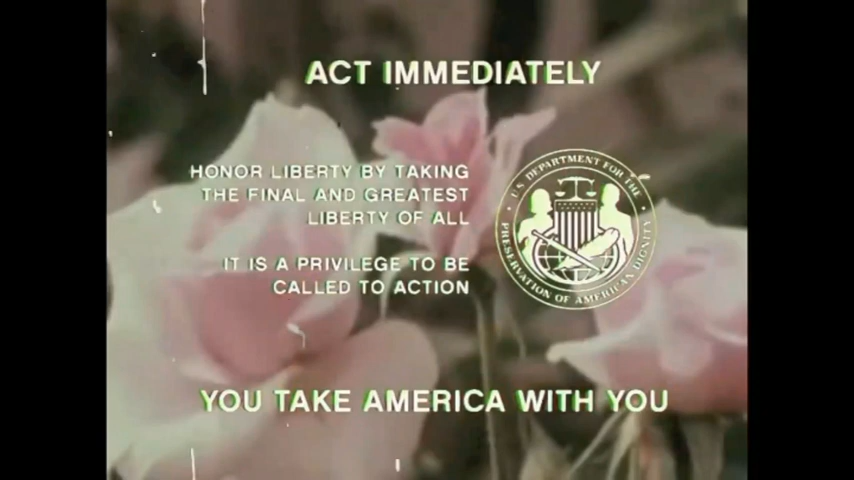 ACT IMMEDIATELY
HONOR LIBERTY BY TAKING
THE FINAL AND GREATEST
LIBERTY OF ALL
IT IS A PRIVILEGE TO BE
CALLED TO ACTION
U.S. DEPARTMENT FOR THE
PRESERVATION OF AMERICAN DIGNITY
YOU TAKE AMERICA WITH YOU